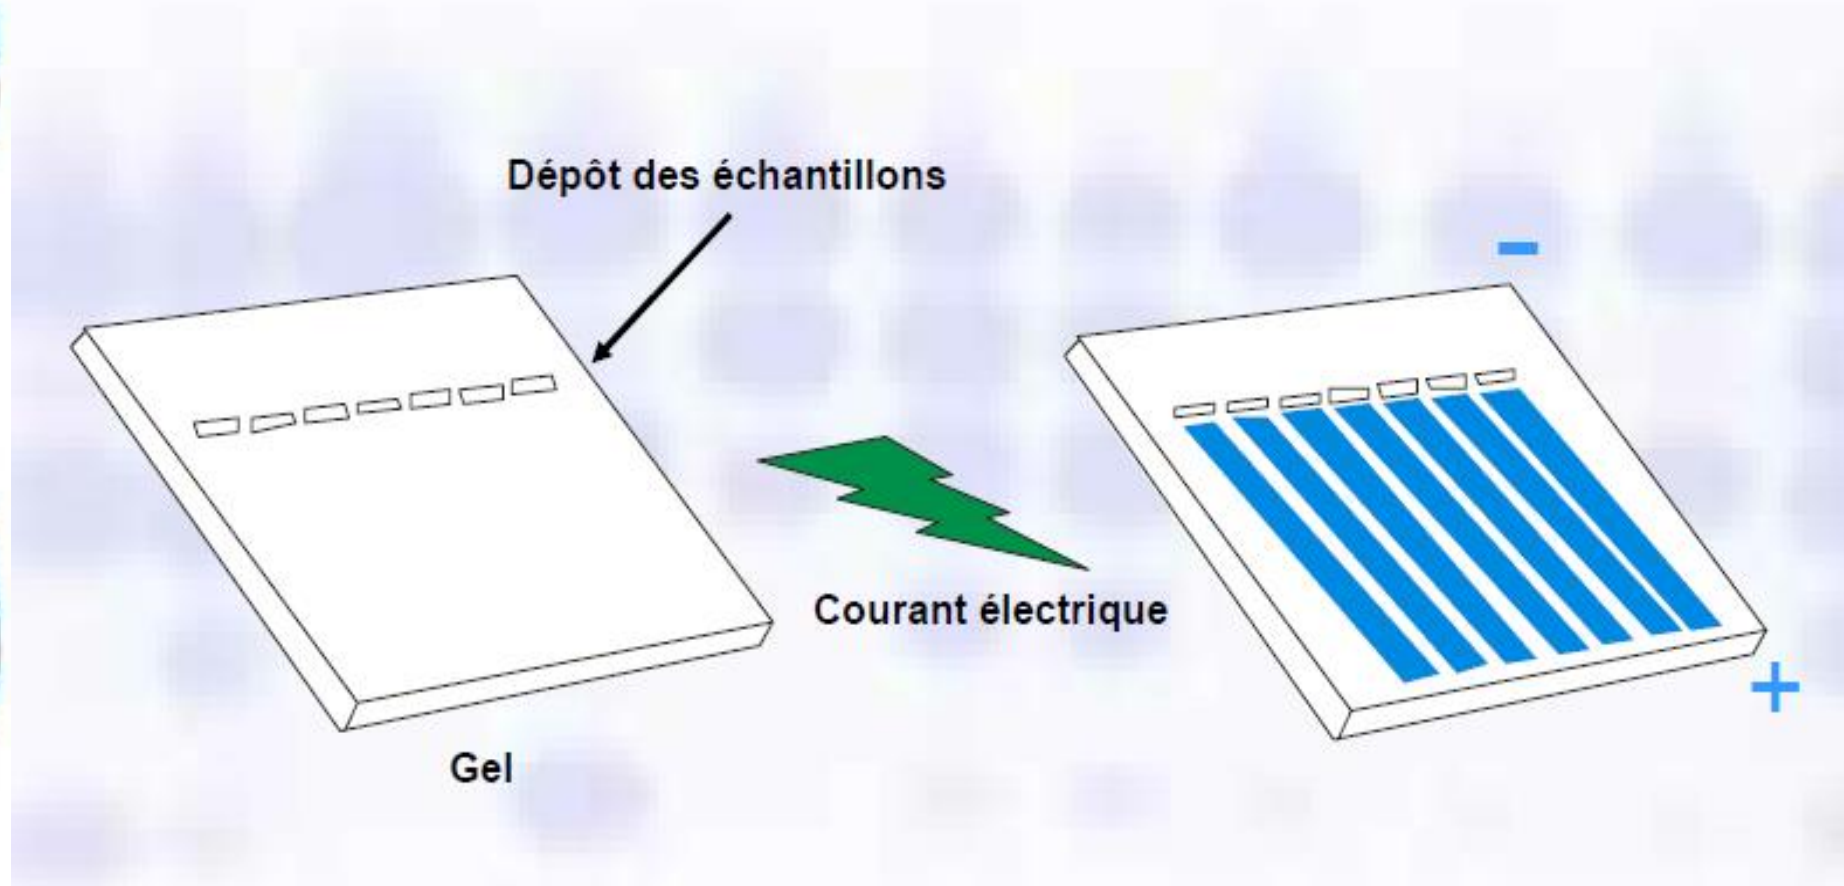 Dépôt des échantillons
-
Courant électrique
+
Gel